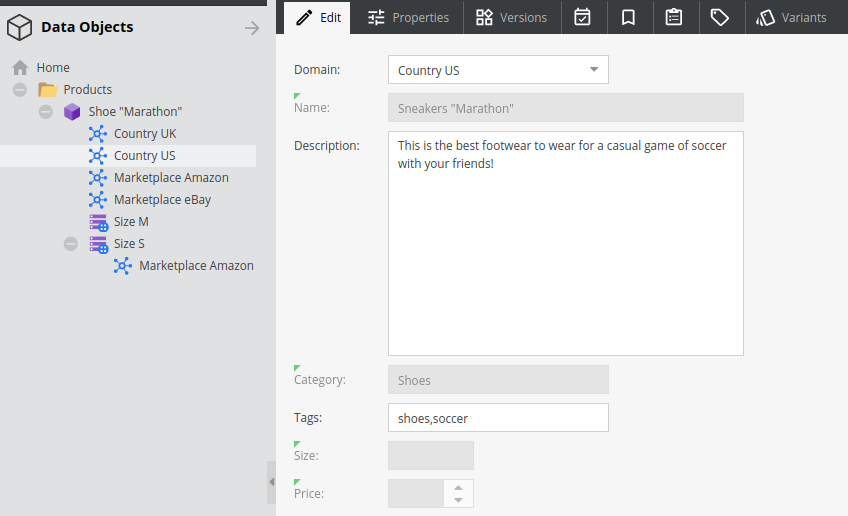 Data Objects
Home
Products
Shoe "Marathon"
Country UK
Country US
Marketplace Amazon
Marketplace eBay
Size M
Size S
Marketplace Amazon
Edit Properties Versions Variants
Domain: Country US
Name: Sneakers "Marathon"
Description: This is the best footwear to wear for a casual game of soccer
with your friends!
Category: Shoes
Tags: shoes,soccer
Size:
Price: